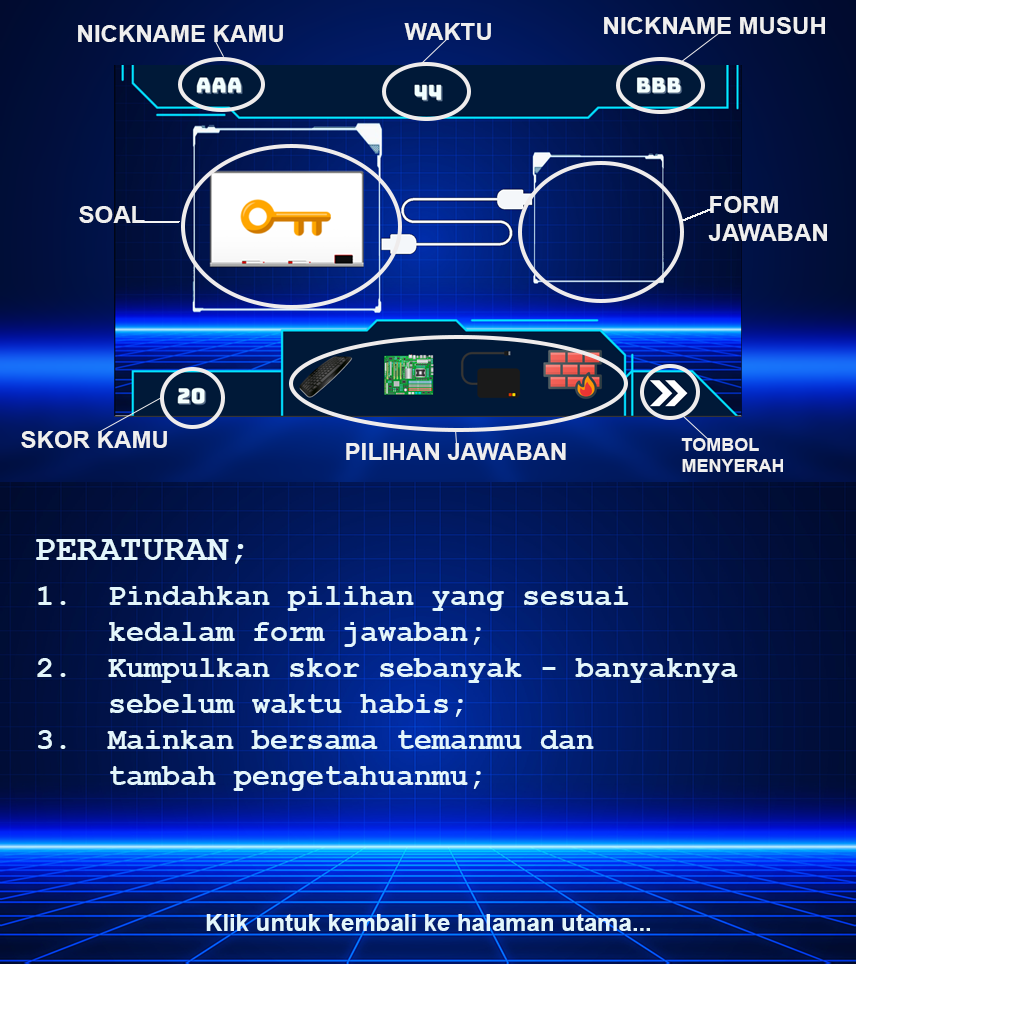 NICKNAME KAMU
WAKTU
NICKNAME MUSUH
AAA
44
BBB
SOAL
FORM
JAWABAN
20
SKOR KAMU
PILIHAN JAWABAN
TOMBOL
MENYERAH
PERATURAN;
1. Pindahkan pilihan yang sesuai
kedalam form jawaban;
2. Kumpulkan skor sebanyak - banyaknya
sebelum waktu habis;
3. Mainkan bersama temanmu dan
tambah pengetahuanmu;
Klik untuk kembali ke halaman utama...